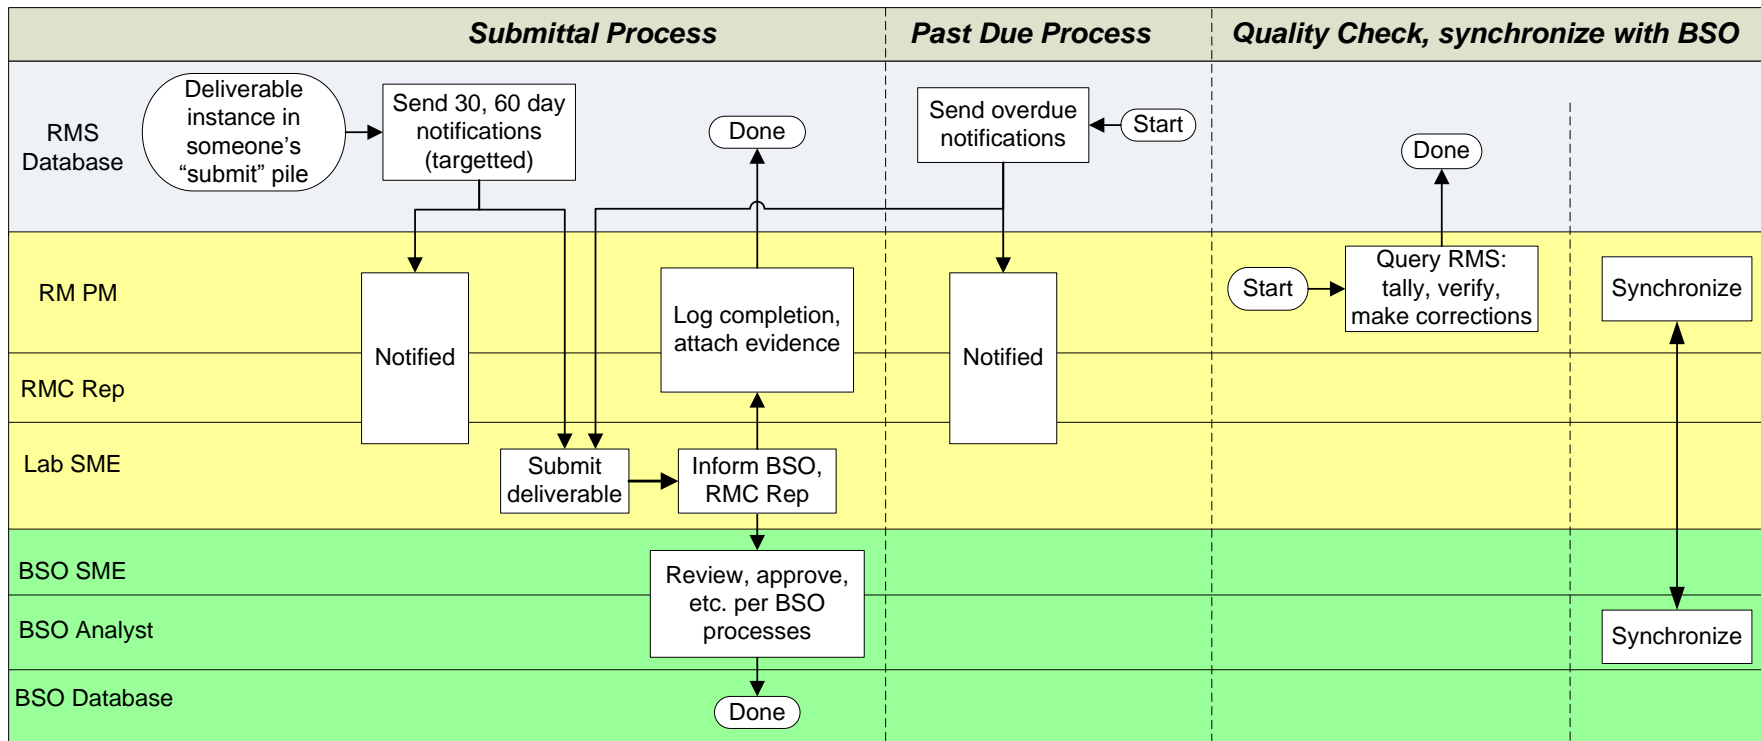 Submittal Process
Past Due Process
Quality Check, synchronize with BSO
RMS
Database
Deliverable
instance in
someone's
“submit” pile
Send 30, 60 day
notifications
(targetted)
Done
Send overdue
notifications
Start
Done
RM PM
Notified
Log completion,
attach evidence
Notified
Start
Query RMS:
tally, verify,
make corrections
Synchronize
RMC Rep
Lab SME
Submit
deliverable
Inform BSO,
RMC Rep
BSO SME
Review, approve,
etc. per BSO
processes
BSO Analyst
Synchronize
BSO Database
Done